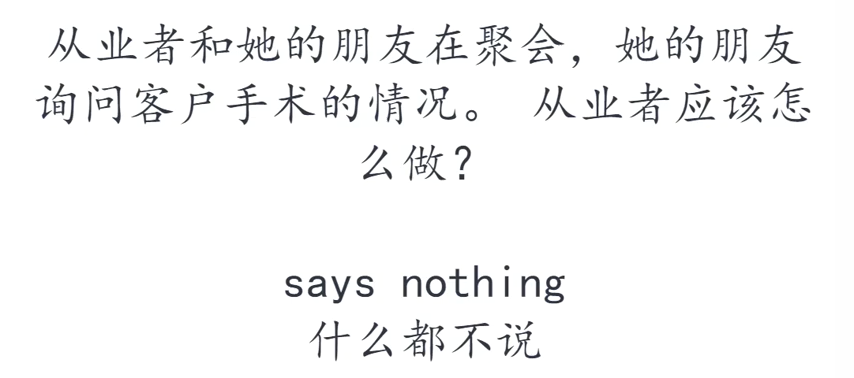 从业者和她的朋友在聚会，她的朋友
询问客户手术的情况。 从业者应该怎
么做？
says nothing
什么都不说